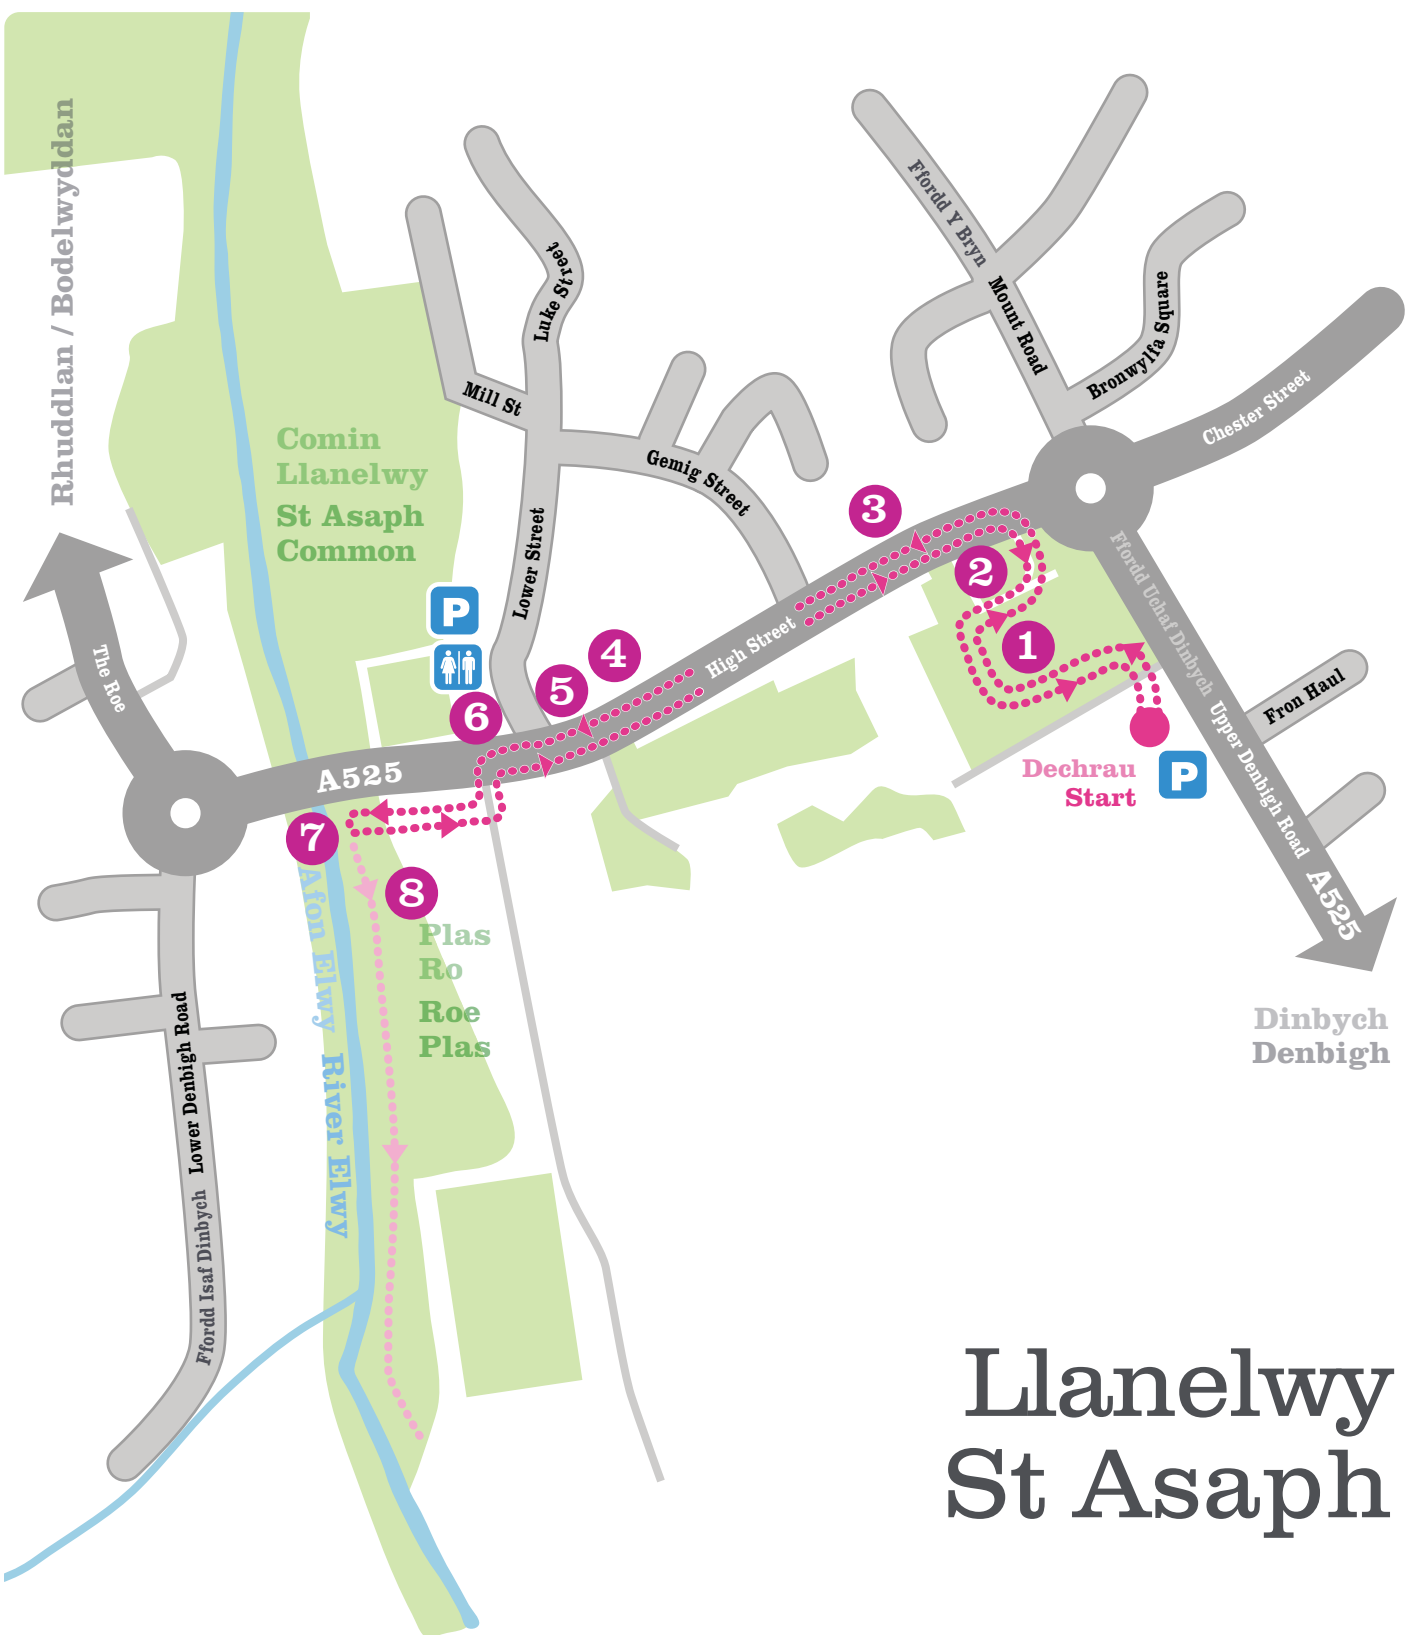 Rhuddlan / Bodelwyddan
Luke Street
Mill St
Gemig Street
Lower Street
Ffordd Y Bryn
Mount Road
Bronwylfa Square
Chester Street
Comin
Llanelwy
St Asaph
Common
P
The Roe
A525
High Street
3
2
1
4
5
6
7
8
Ffordd Uchaf Dinbych Upper Denbigh Road A525
Fron Haul
Dechrau
Start
P
Plas
Ro
Roe
Plas
Afon Elwy River Elwy
Ffordd Isaf Dinbych Lower Denbigh Road
Dinbych
Denbigh
Llanelwy
St Asaph